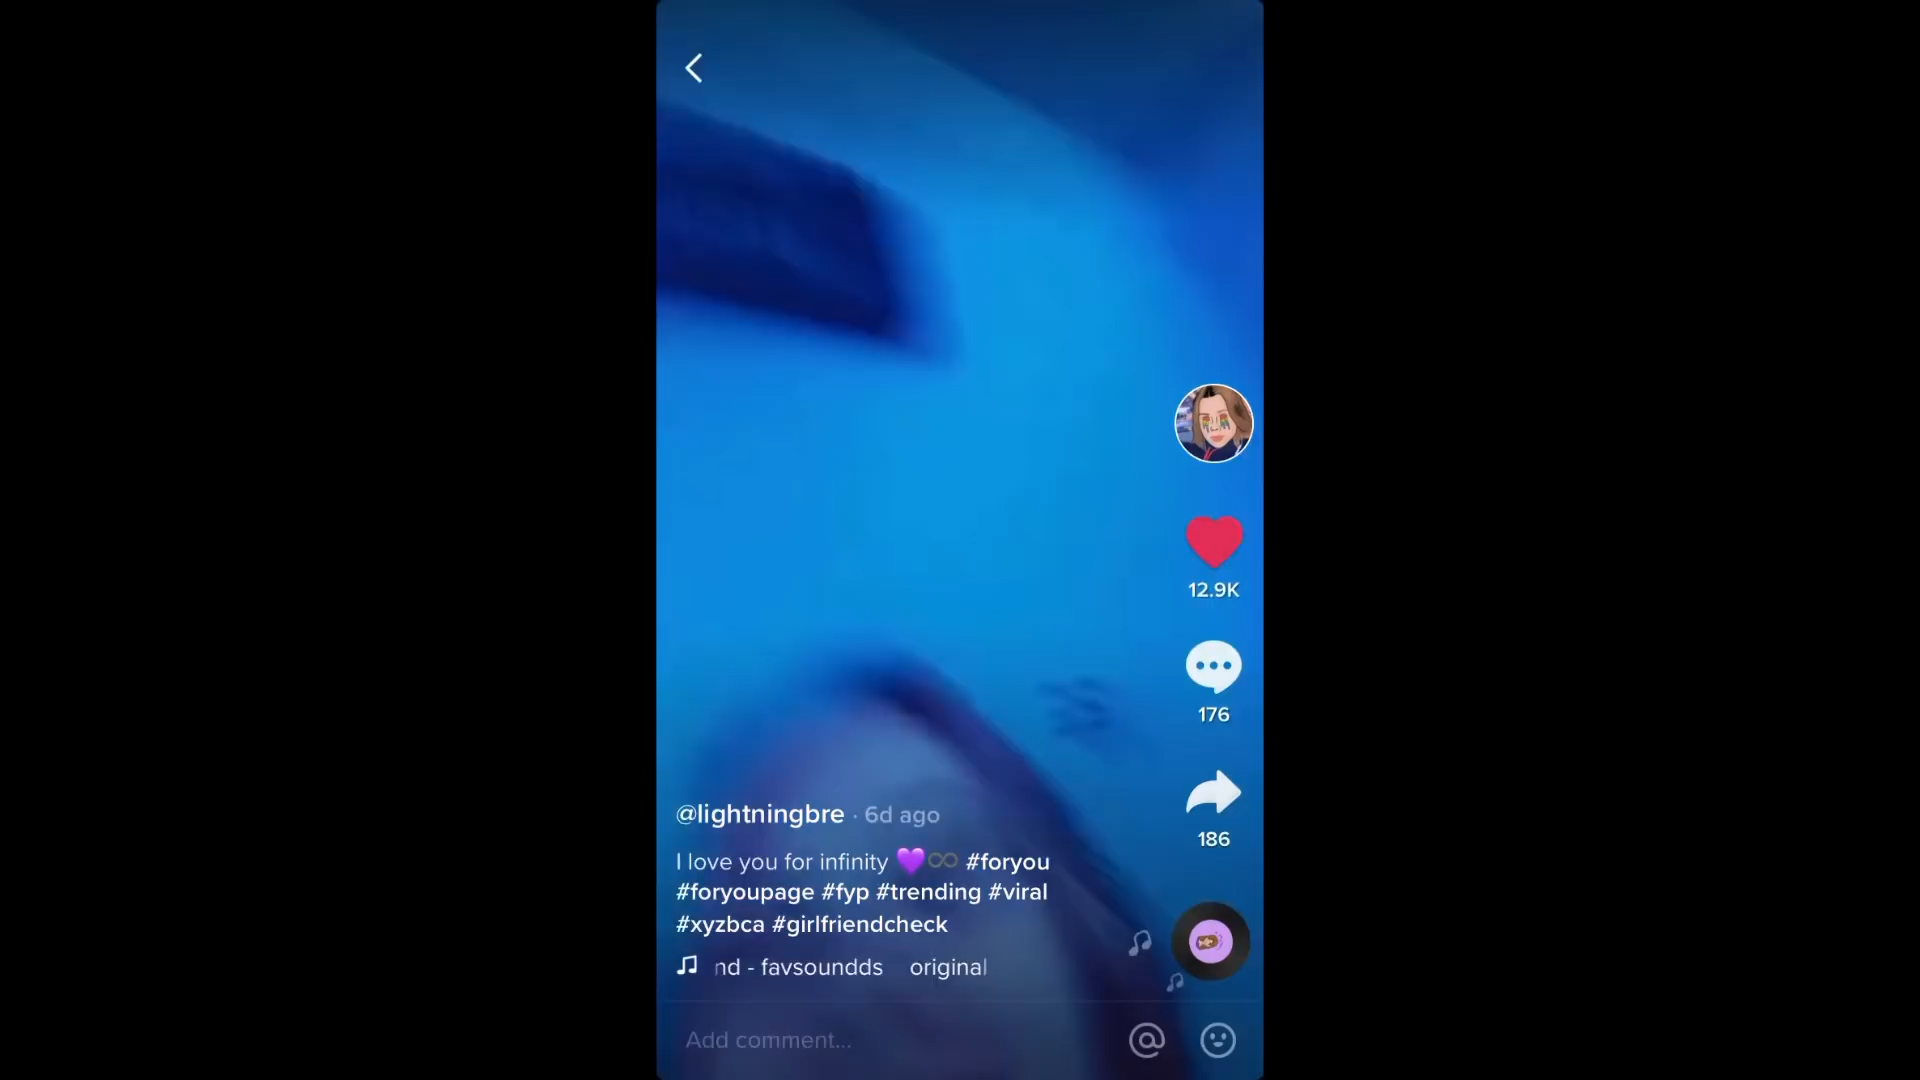 12.9K
176
186
@lightningbre · 6d ago
I love you for infinity 💜♾ #foryou
#foryoupage #fyp #trending #viral
#xyzbca #girlfriendcheck
nd - favsoundds original
Add comment...